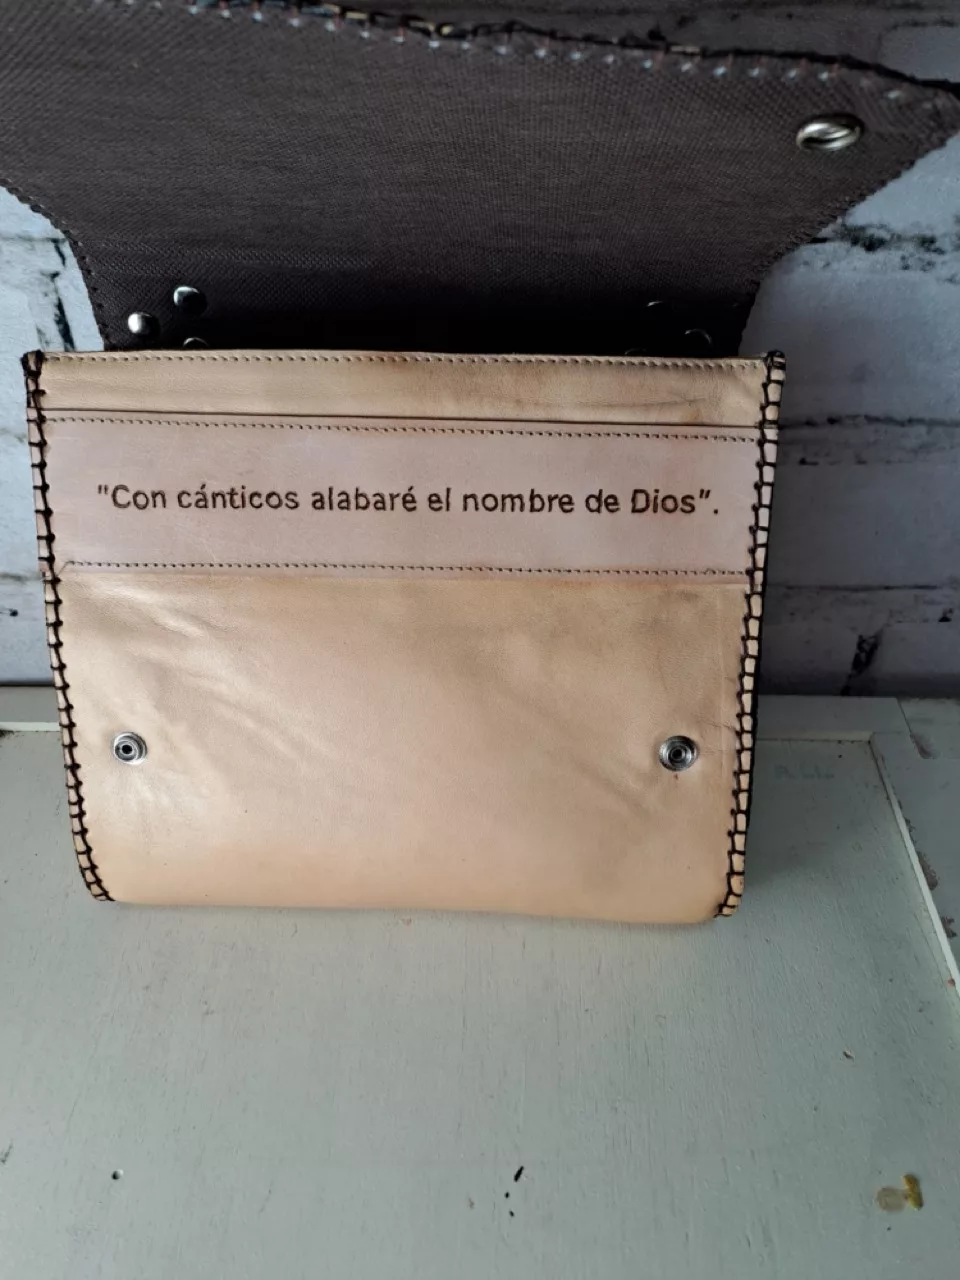 "Con cánticos alabaré el nombre de Dios".